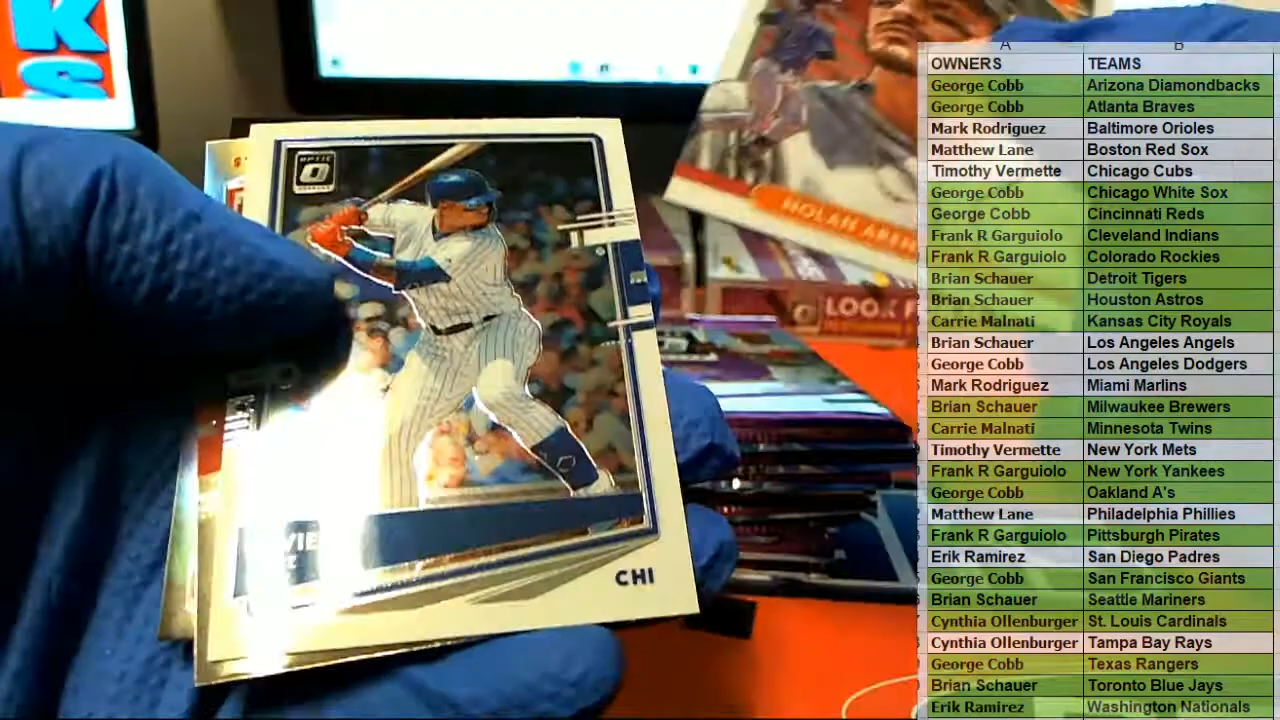 K
S
OPTIC
CHI
NOLAN AREN
LOOK F
A B
OWNERS TEAMS
George Cobb Arizona Diamondbacks
George Cobb Atlanta Braves
Mark Rodriguez Baltimore Orioles
Matthew Lane Boston Red Sox
Timothy Vermette Chicago Cubs
George Cobb Chicago White Sox
George Cobb Cincinnati Reds
Frank R Garguiolo Cleveland Indians
Frank R Garguiolo Colorado Rockies
Brian Schauer Detroit Tigers
Brian Schauer Houston Astros
Carrie Malnati Kansas City Royals
Brian Schauer Los Angeles Angels
George Cobb Los Angeles Dodgers
Mark Rodriguez Miami Marlins
Brian Schauer Milwaukee Brewers
Carrie Malnati Minnesota Twins
Timothy Vermette New York Mets
Frank R Garguiolo New York Yankees
George Cobb Oakland A's
Matthew Lane Philadelphia Phillies
Frank R Garguiolo Pittsburgh Pirates
Erik Ramirez San Diego Padres
George Cobb San Francisco Giants
Brian Schauer Seattle Mariners
Cynthia Ollenburger St. Louis Cardinals
Cynthia Ollenburger Tampa Bay Rays
George Cobb Texas Rangers
Brian Schauer Toronto Blue Jays
Erik Ramirez Washington Nationals